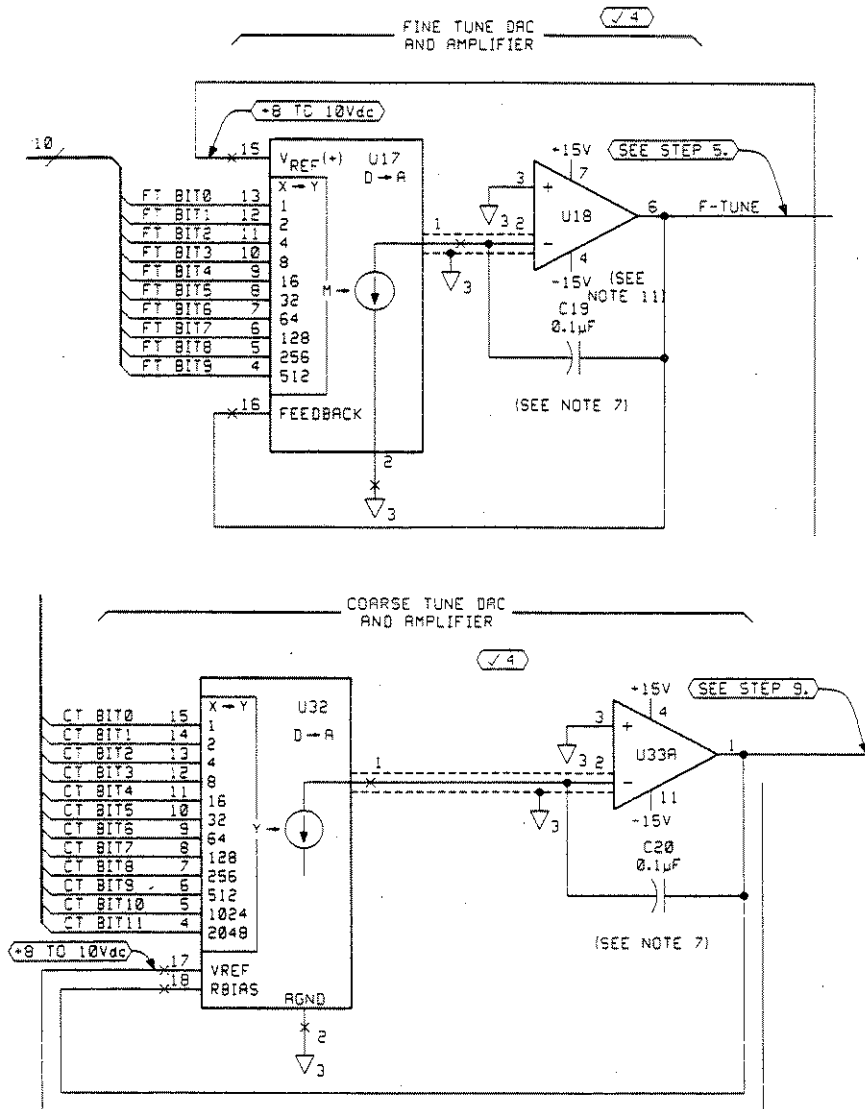 FINE TUNE DAC
AND AMPLIFIER
√ 4
+8 TO 10Vdc
10
15
VREF(+)
U17
D→A
X→Y
FT BIT0 13 1
FT BIT1 12 2
FT BIT2 11 4
FT BIT3 10 8
FT BIT4 9 16
FT BIT5 8 32
FT BIT6 7 64
FT BIT7 6 128
FT BIT8 5 256
FT BIT9 4 512
M→
16 FEEDBACK
2
3
1
3
3
3 2
+15V
7
+
U18
−
4
-15V
6
F-TUNE
SEE STEP 5.
(SEE
NOTE 11)
C19
0.1µF
(SEE NOTE 7)
COARSE TUNE DAC
AND AMPLIFIER
√ 4
X→Y
U32
D→A
CT BIT0 15 1
CT BIT1 14 2
CT BIT2 13 4
CT BIT3 12 8
CT BIT4 11 16
CT BIT5 10 32
CT BIT6 9 64
CT BIT7 8 128
CT BIT8 7 256
CT BIT9 6 512
CT BIT10 5 1024
CT BIT11 4 2048
Y→
+8 TO 10Vdc
17 VREF
18 RBIAS
AGND
2
3
1
3
3
3 2
+15V
4
+
U33A
−
11
-15V
1
SEE STEP 9.
C20
0.1µF
(SEE NOTE 7)